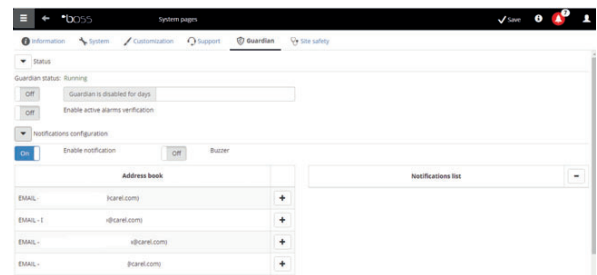 boss System pages Save
Information System Customization Support Guardian Site safety
Status
Guardian status: Running
Off Guardian is disabled for days
Off Enable active alarms verification
Notifications configuration
On Enable notification Off Buzzer
Address book Notifications list
EMAIL - @carel.com) +
EMAIL - I @carel.com) +
EMAIL - @carel.com) +
EMAIL - @carel.com) +